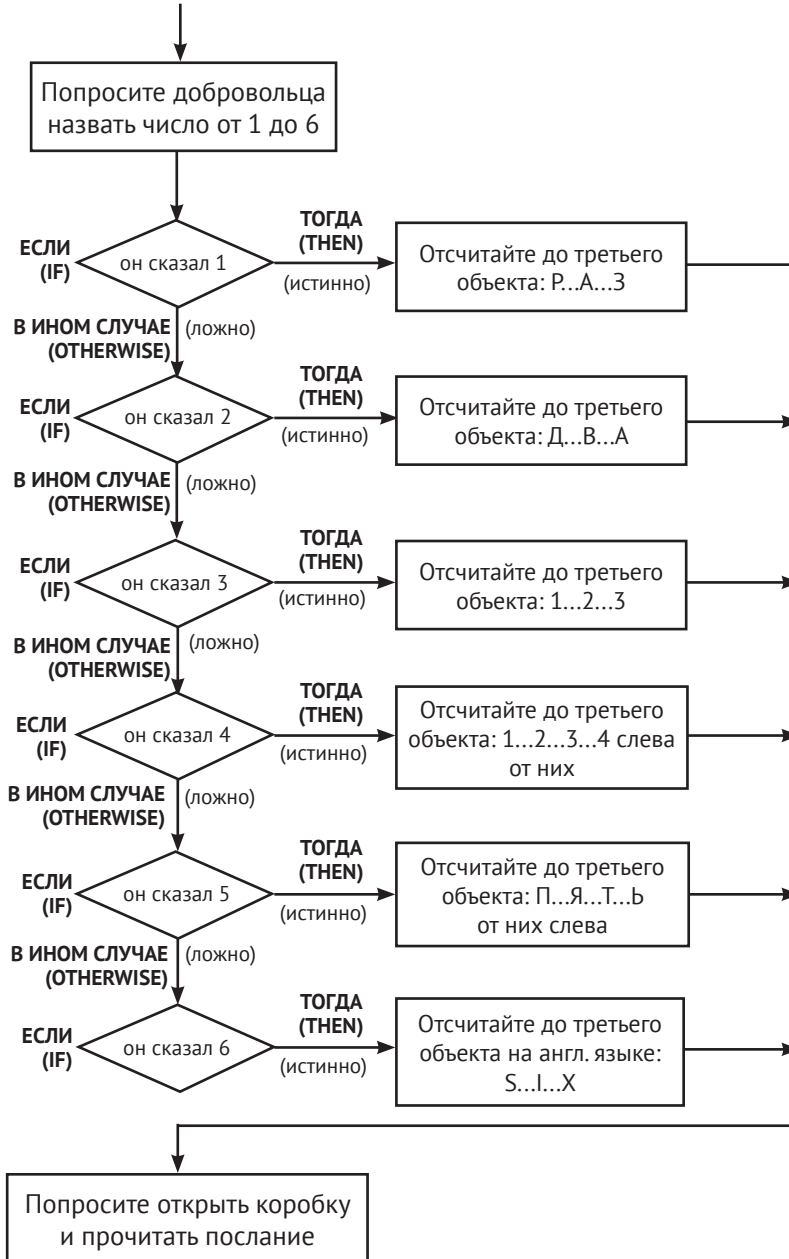 Попросите добровольца
назвать число от 1 до 6
ЕСЛИ
(IF)
он сказал 1
ТОГДА
(THEN)
(истинно)
Отсчитайте до третьего
объекта: Р...А...З
В ИНОМ СЛУЧАЕ
(OTHERWISE)
(ложно)
ЕСЛИ
(IF)
он сказал 2
ТОГДА
(THEN)
(истинно)
Отсчитайте до третьего
объекта: Д...В...А
В ИНОМ СЛУЧАЕ
(OTHERWISE)
(ложно)
ЕСЛИ
(IF)
он сказал 3
ТОГДА
(THEN)
(истинно)
Отсчитайте до третьего
объекта: 1...2...3
В ИНОМ СЛУЧАЕ
(OTHERWISE)
(ложно)
ЕСЛИ
(IF)
он сказал 4
ТОГДА
(THEN)
(истинно)
Отсчитайте до третьего
объекта: 1...2...3...4 слева
от них
В ИНОМ СЛУЧАЕ
(OTHERWISE)
(ложно)
ЕСЛИ
(IF)
он сказал 5
ТОГДА
(THEN)
(истинно)
Отсчитайте до третьего
объекта: П...Я...Т...Ь
от них слева
В ИНОМ СЛУЧАЕ
(OTHERWISE)
(ложно)
ЕСЛИ
(IF)
он сказал 6
ТОГДА
(THEN)
(истинно)
Отсчитайте до третьего
объекта на англ. языке:
S...I...X
Попросите открыть коробку
и прочитать послание